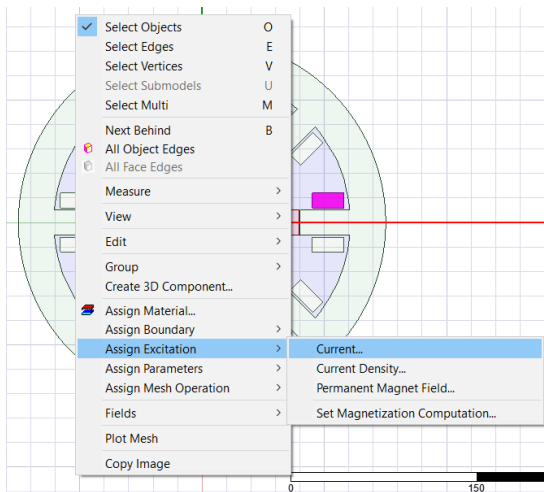 Select Objects O
Select Edges E
Select Vertices V
Select Submodels U
Select Multi M
Next Behind B
All Object Edges
All Face Edges
Measure
View
Edit
Group
Create 3D Component...
Assign Material...
Assign Boundary
Assign Excitation
Current...
Assign Parameters
Current Density...
Assign Mesh Operation
Permanent Magnet Field...
Fields
Set Magnetization Computation...
Plot Mesh
Copy Image
0 150